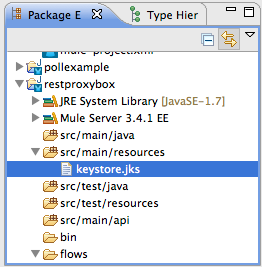 Package E
Type Hier
mule-project.xml
pollexample
restproxybox
JRE System Library [JavaSE-1.7]
Mule Server 3.4.1 EE
src/main/java
src/main/resources
keystore.jks
src/test/java
src/test/resources
src/main/api
bin
flows